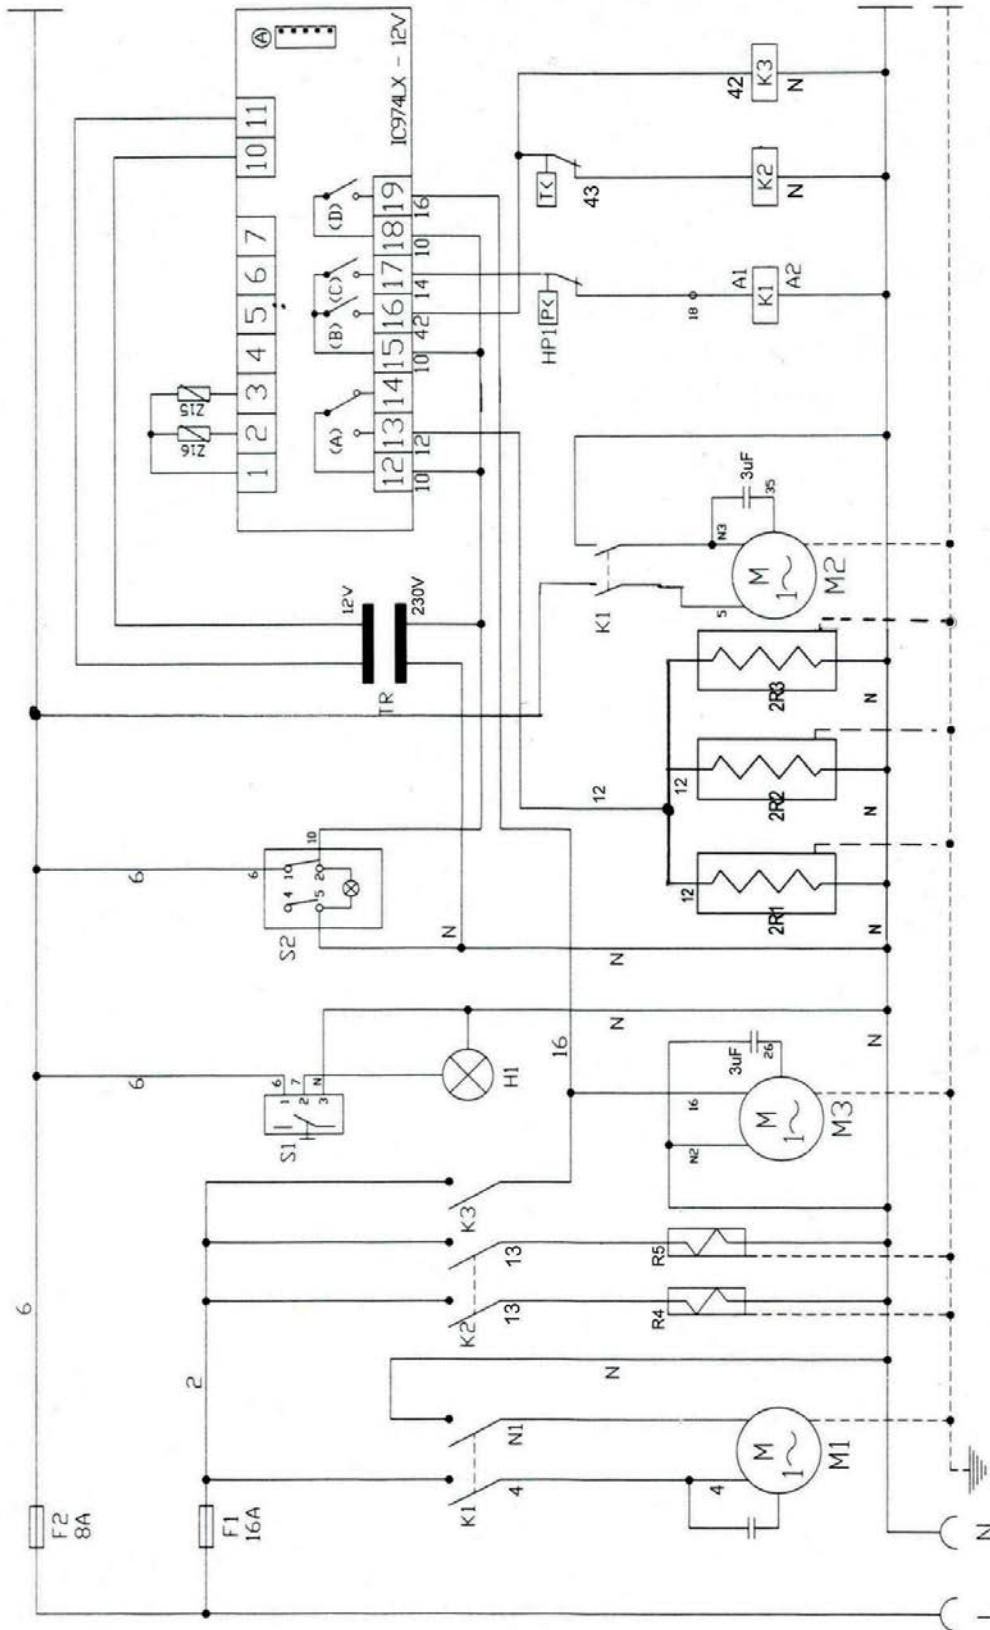 6
F2
8A
F1
16A
2
L
N
K1
4
N1
N
4
M
1~
M1
K2
13
13
R4
R5
K3
16
S1
1
2
3
6
7
N
6
H1
N
N
16
N2
M
1~
M3
3uF
26
S2
6
6
4
1
5
2
10
N
N
TR
12V
230V
12
12
12
2R1
2R2
2R3
N
N
N
K1
5
N3
M
1~
M2
3uF
35
Z16
Z15
1
2
3
4
5
6
7
10
11
A
IC974LX - 12V
(A)
(B)
(C)
(D)
12
13
14
15
16
17
18
19
10
12
10
42
14
10
16
HP1
P<
18
A1
K1
A2
T<
43
K2
N
42
K3
N